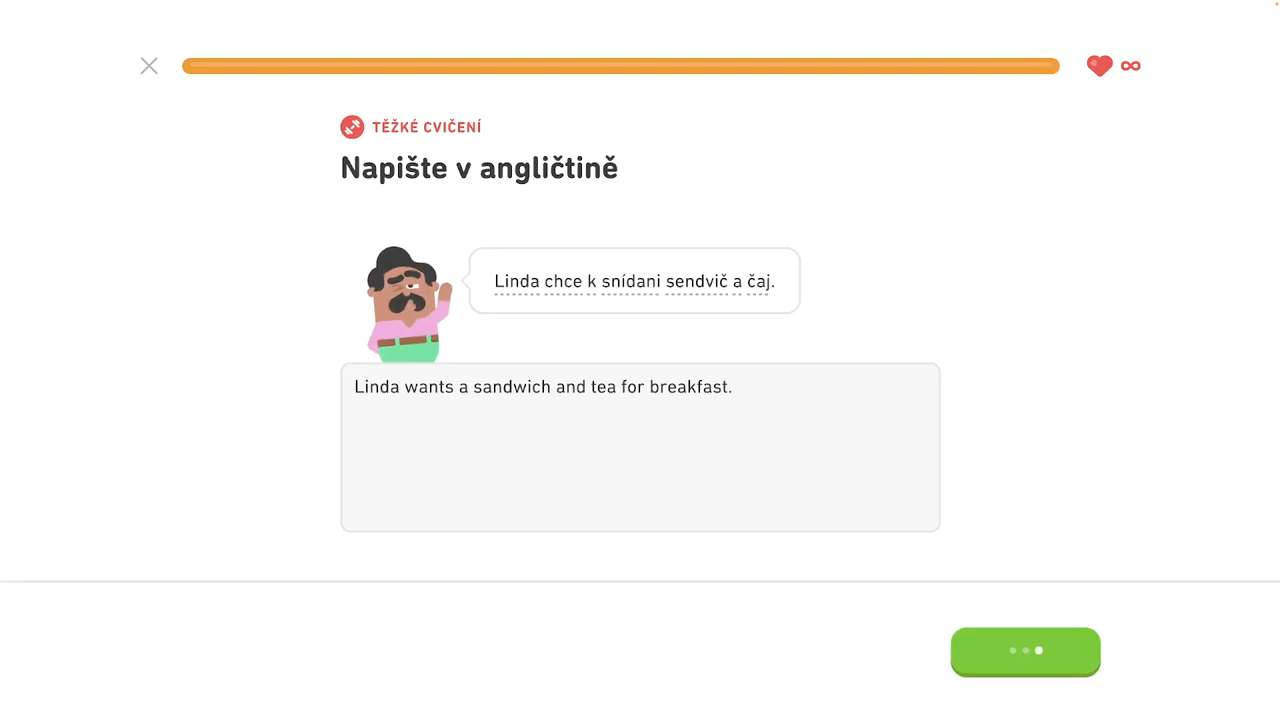 ∞
TĚŽKÉ CVIČENÍ
Napište v angličtině
Linda chce k snídani sendvič a čaj.
Linda wants a sandwich and tea for breakfast.